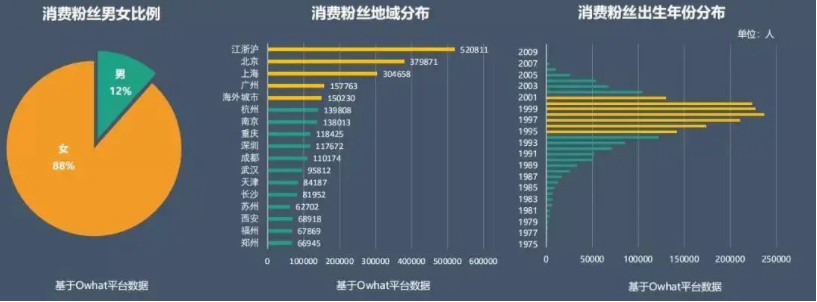 消费粉丝男女比例
男
12%
女
88%
基于Owhat平台数据
消费粉丝地域分布
江浙沪 520811
北京 379871
上海 304658
广州 157763
海外城市 150230
杭州 139808
南京 138013
重庆 118425
深圳 117672
成都 110174
武汉 95812
天津 84187
长沙 81952
苏州 62702
西安 68918
福州 67869
郑州 66945
0 100000 200000 300000 400000 500000 600000
基于Owhat平台数据
消费粉丝出生年份分布
单位：人
2009
2007
2005
2003
2001
1999
1997
1995
1993
1991
1989
1987
1985
1983
1981
1979
1977
1975
0 50000 100000 150000 200000 250000
基于Owhat平台数据